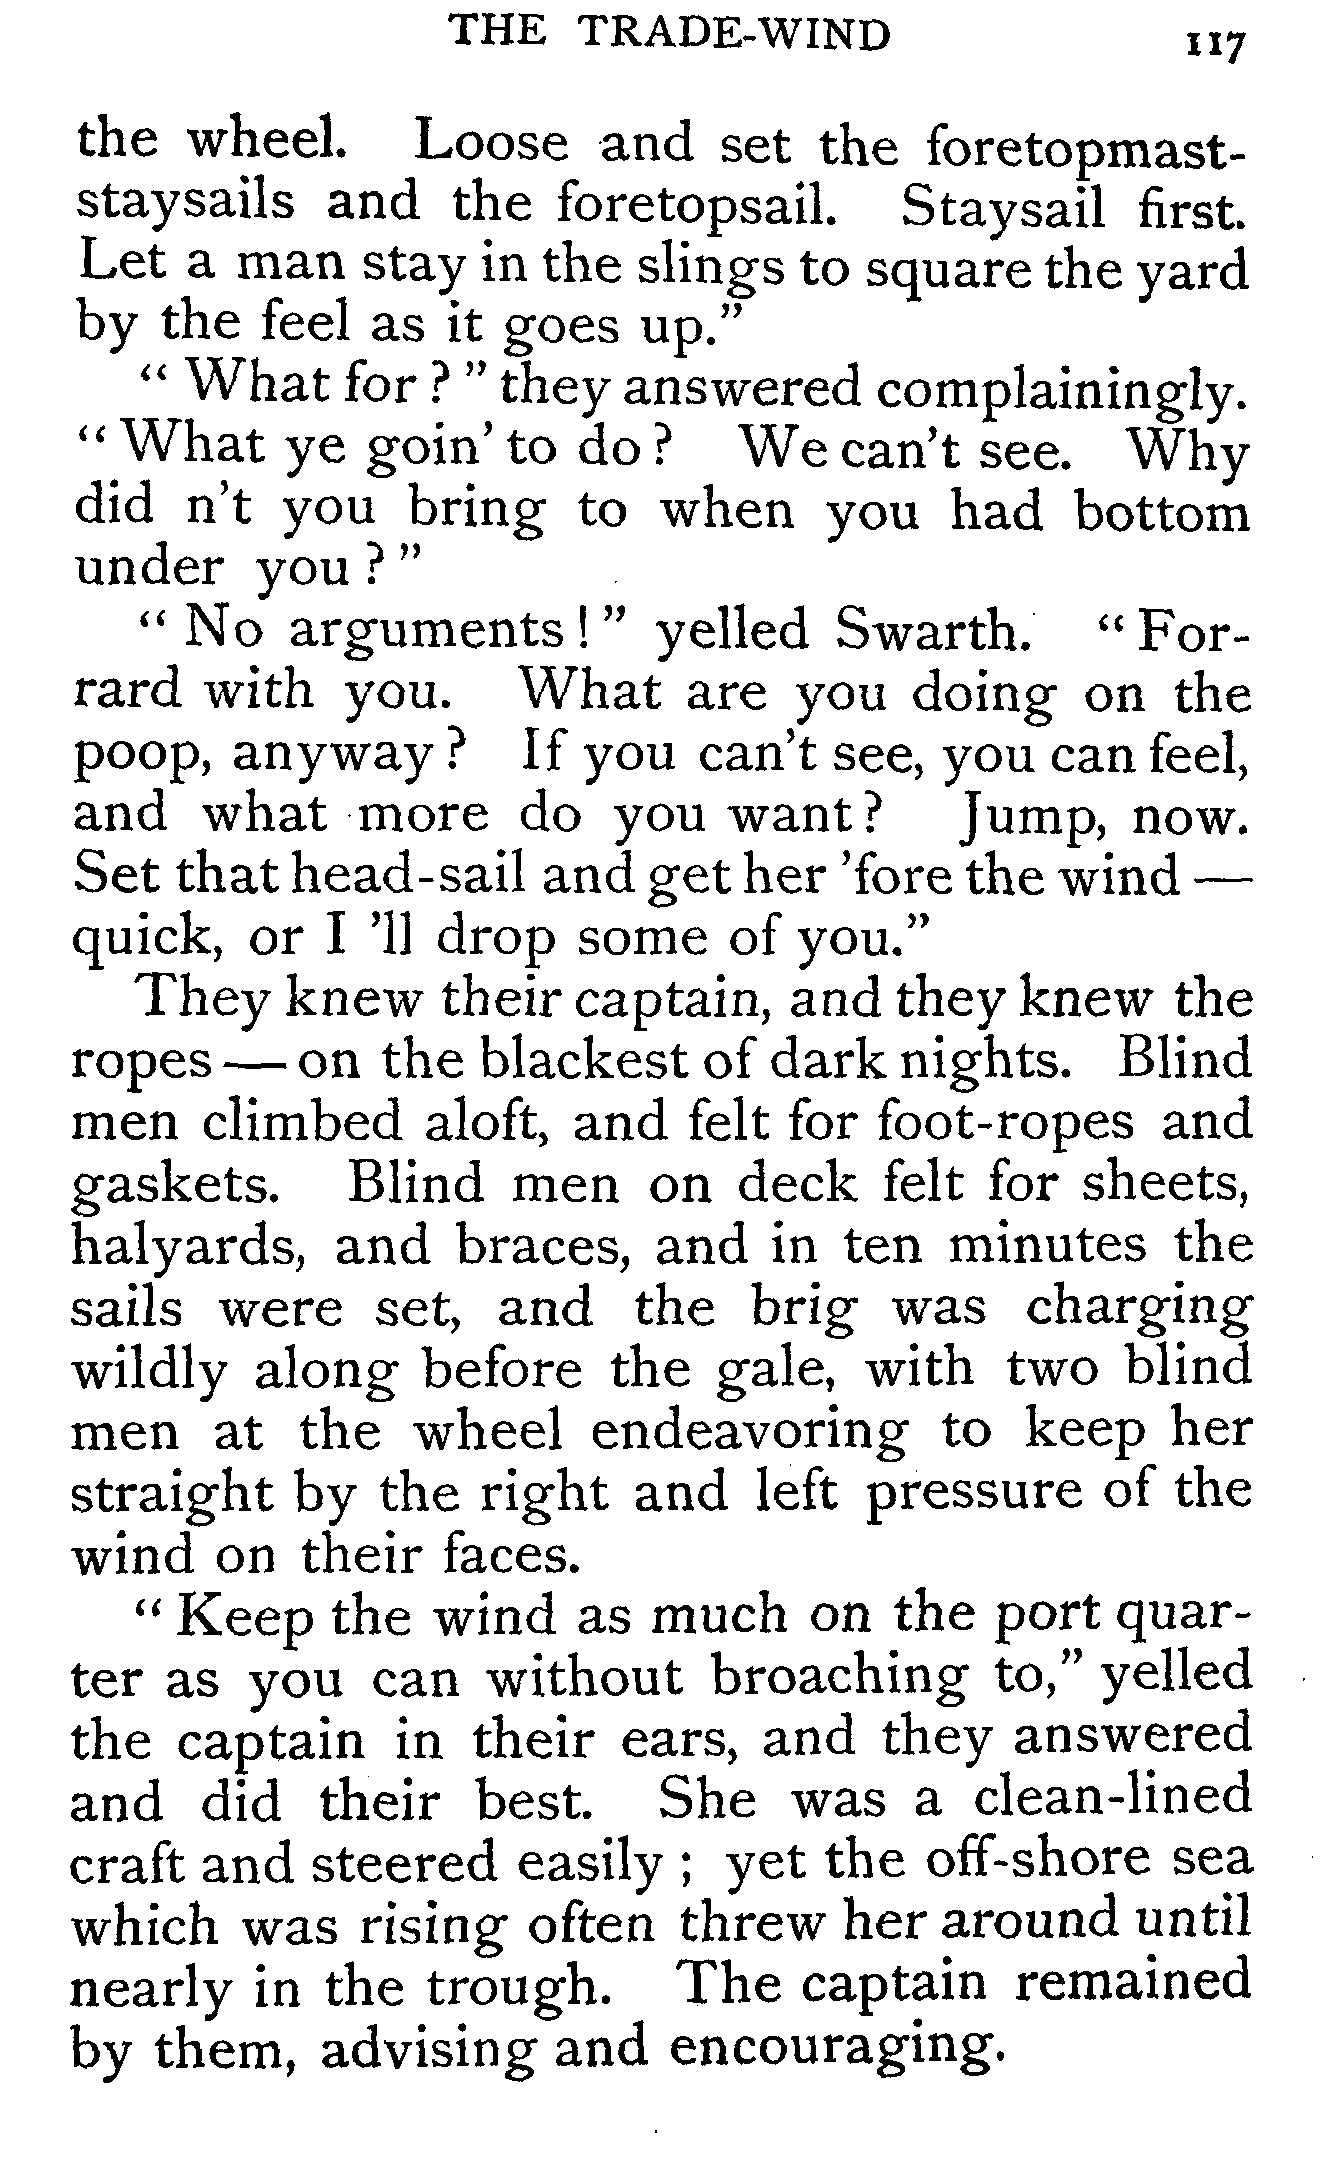 THE TRADE-WIND 117
the wheel. Loose and set the foretopmast-
staysails and the foretopsail. Staysail first.
Let a man stay in the slings to square the yard
by the feel as it goes up.”
“ What for ? ” they answered complainingly.
“ What ye goin’ to do ? We can’t see. Why
did n’t you bring to when you had bottom
under you ? ”
“ No arguments ! ” yelled Swarth. “ For-
rard with you. What are you doing on the
poop, anyway ? If you can’t see, you can feel,
and what more do you want ? Jump, now.
Set that head-sail and get her ’fore the wind —
quick, or I ’ll drop some of you.”
They knew their captain, and they knew the
ropes — on the blackest of dark nights. Blind
men climbed aloft, and felt for foot-ropes and
gaskets. Blind men on deck felt for sheets,
halyards, and braces, and in ten minutes the
sails were set, and the brig was charging
wildly along before the gale, with two blind
men at the wheel endeavoring to keep her
straight by the right and left pressure of the
wind on their faces.
“ Keep the wind as much on the port quar-
ter as you can without broaching to,” yelled
the captain in their ears, and they answered
and did their best. She was a clean-lined
craft and steered easily ; yet the off-shore sea
which was rising often threw her around until
nearly in the trough. The captain remained
by them, advising and encouraging.